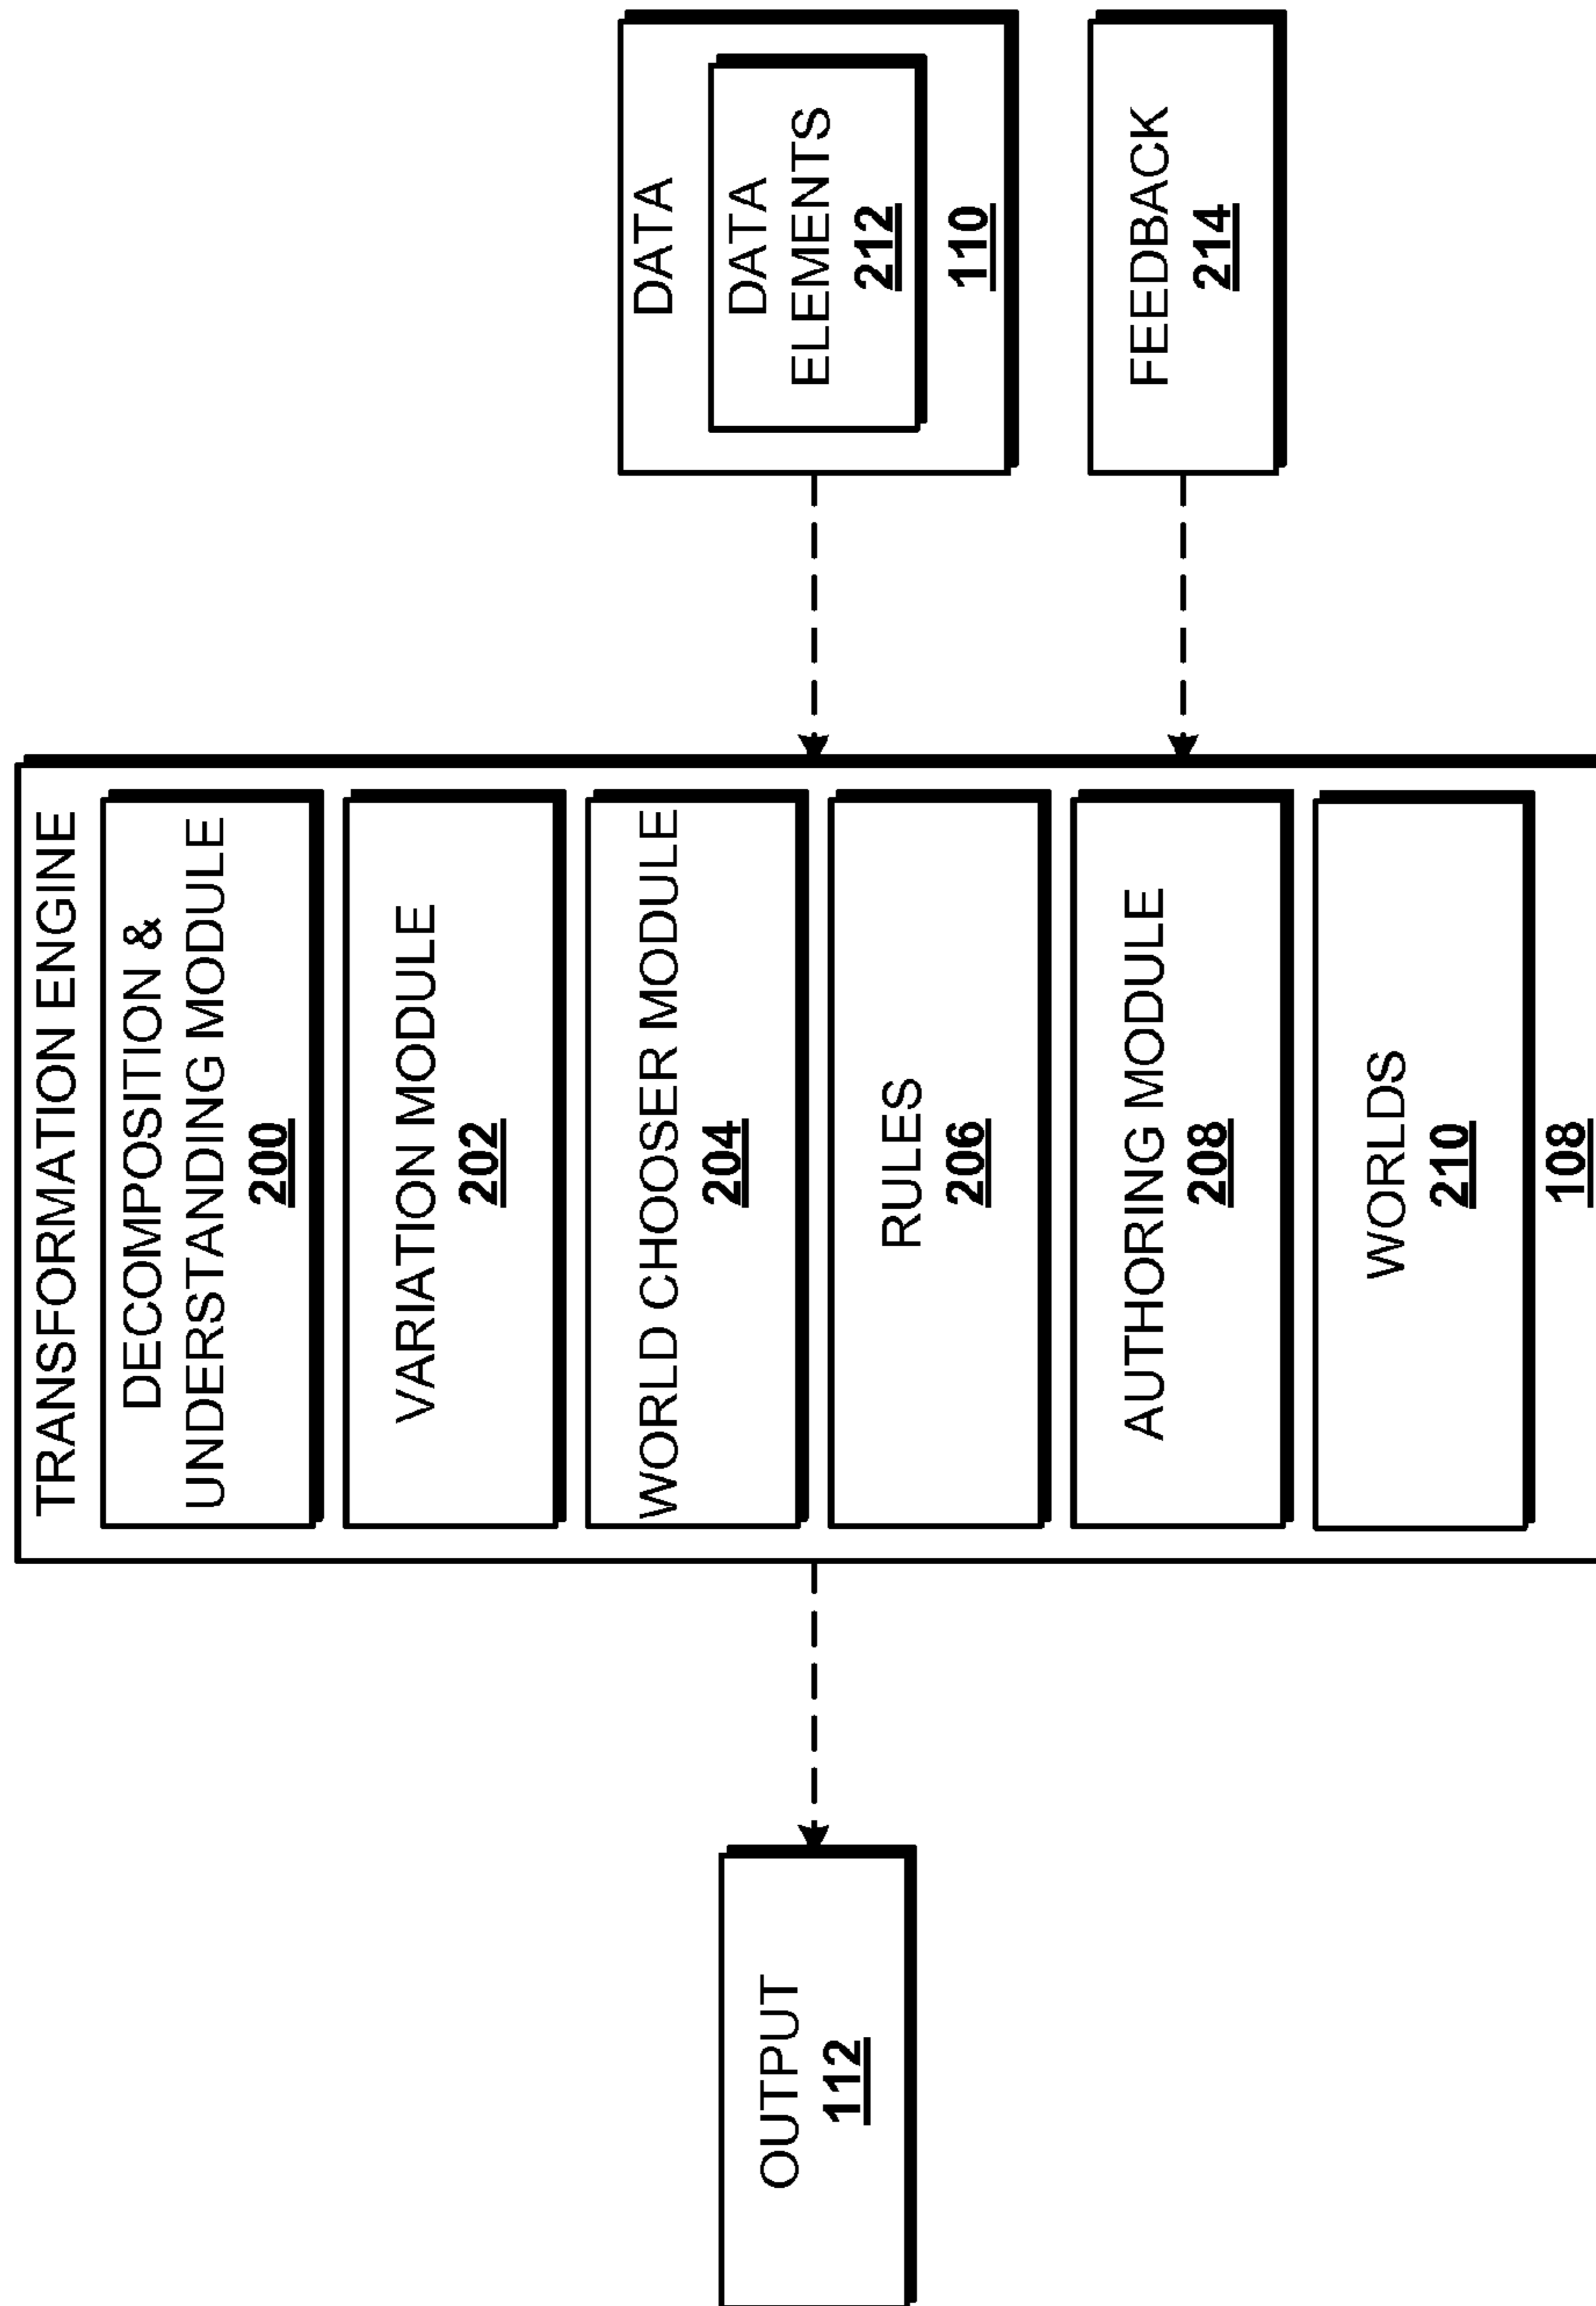 TRANSFORMATION ENGINE
DECOMPOSITION &
UNDERSTANDING MODULE
200
VARIATION MODULE
202
WORLD CHOOSER MODULE
204
RULES
206
AUTHORING MODULE
208
WORLDS
210
108
DATA
DATA
ELEMENTS
212
110
FEEDBACK
214
OUTPUT
112